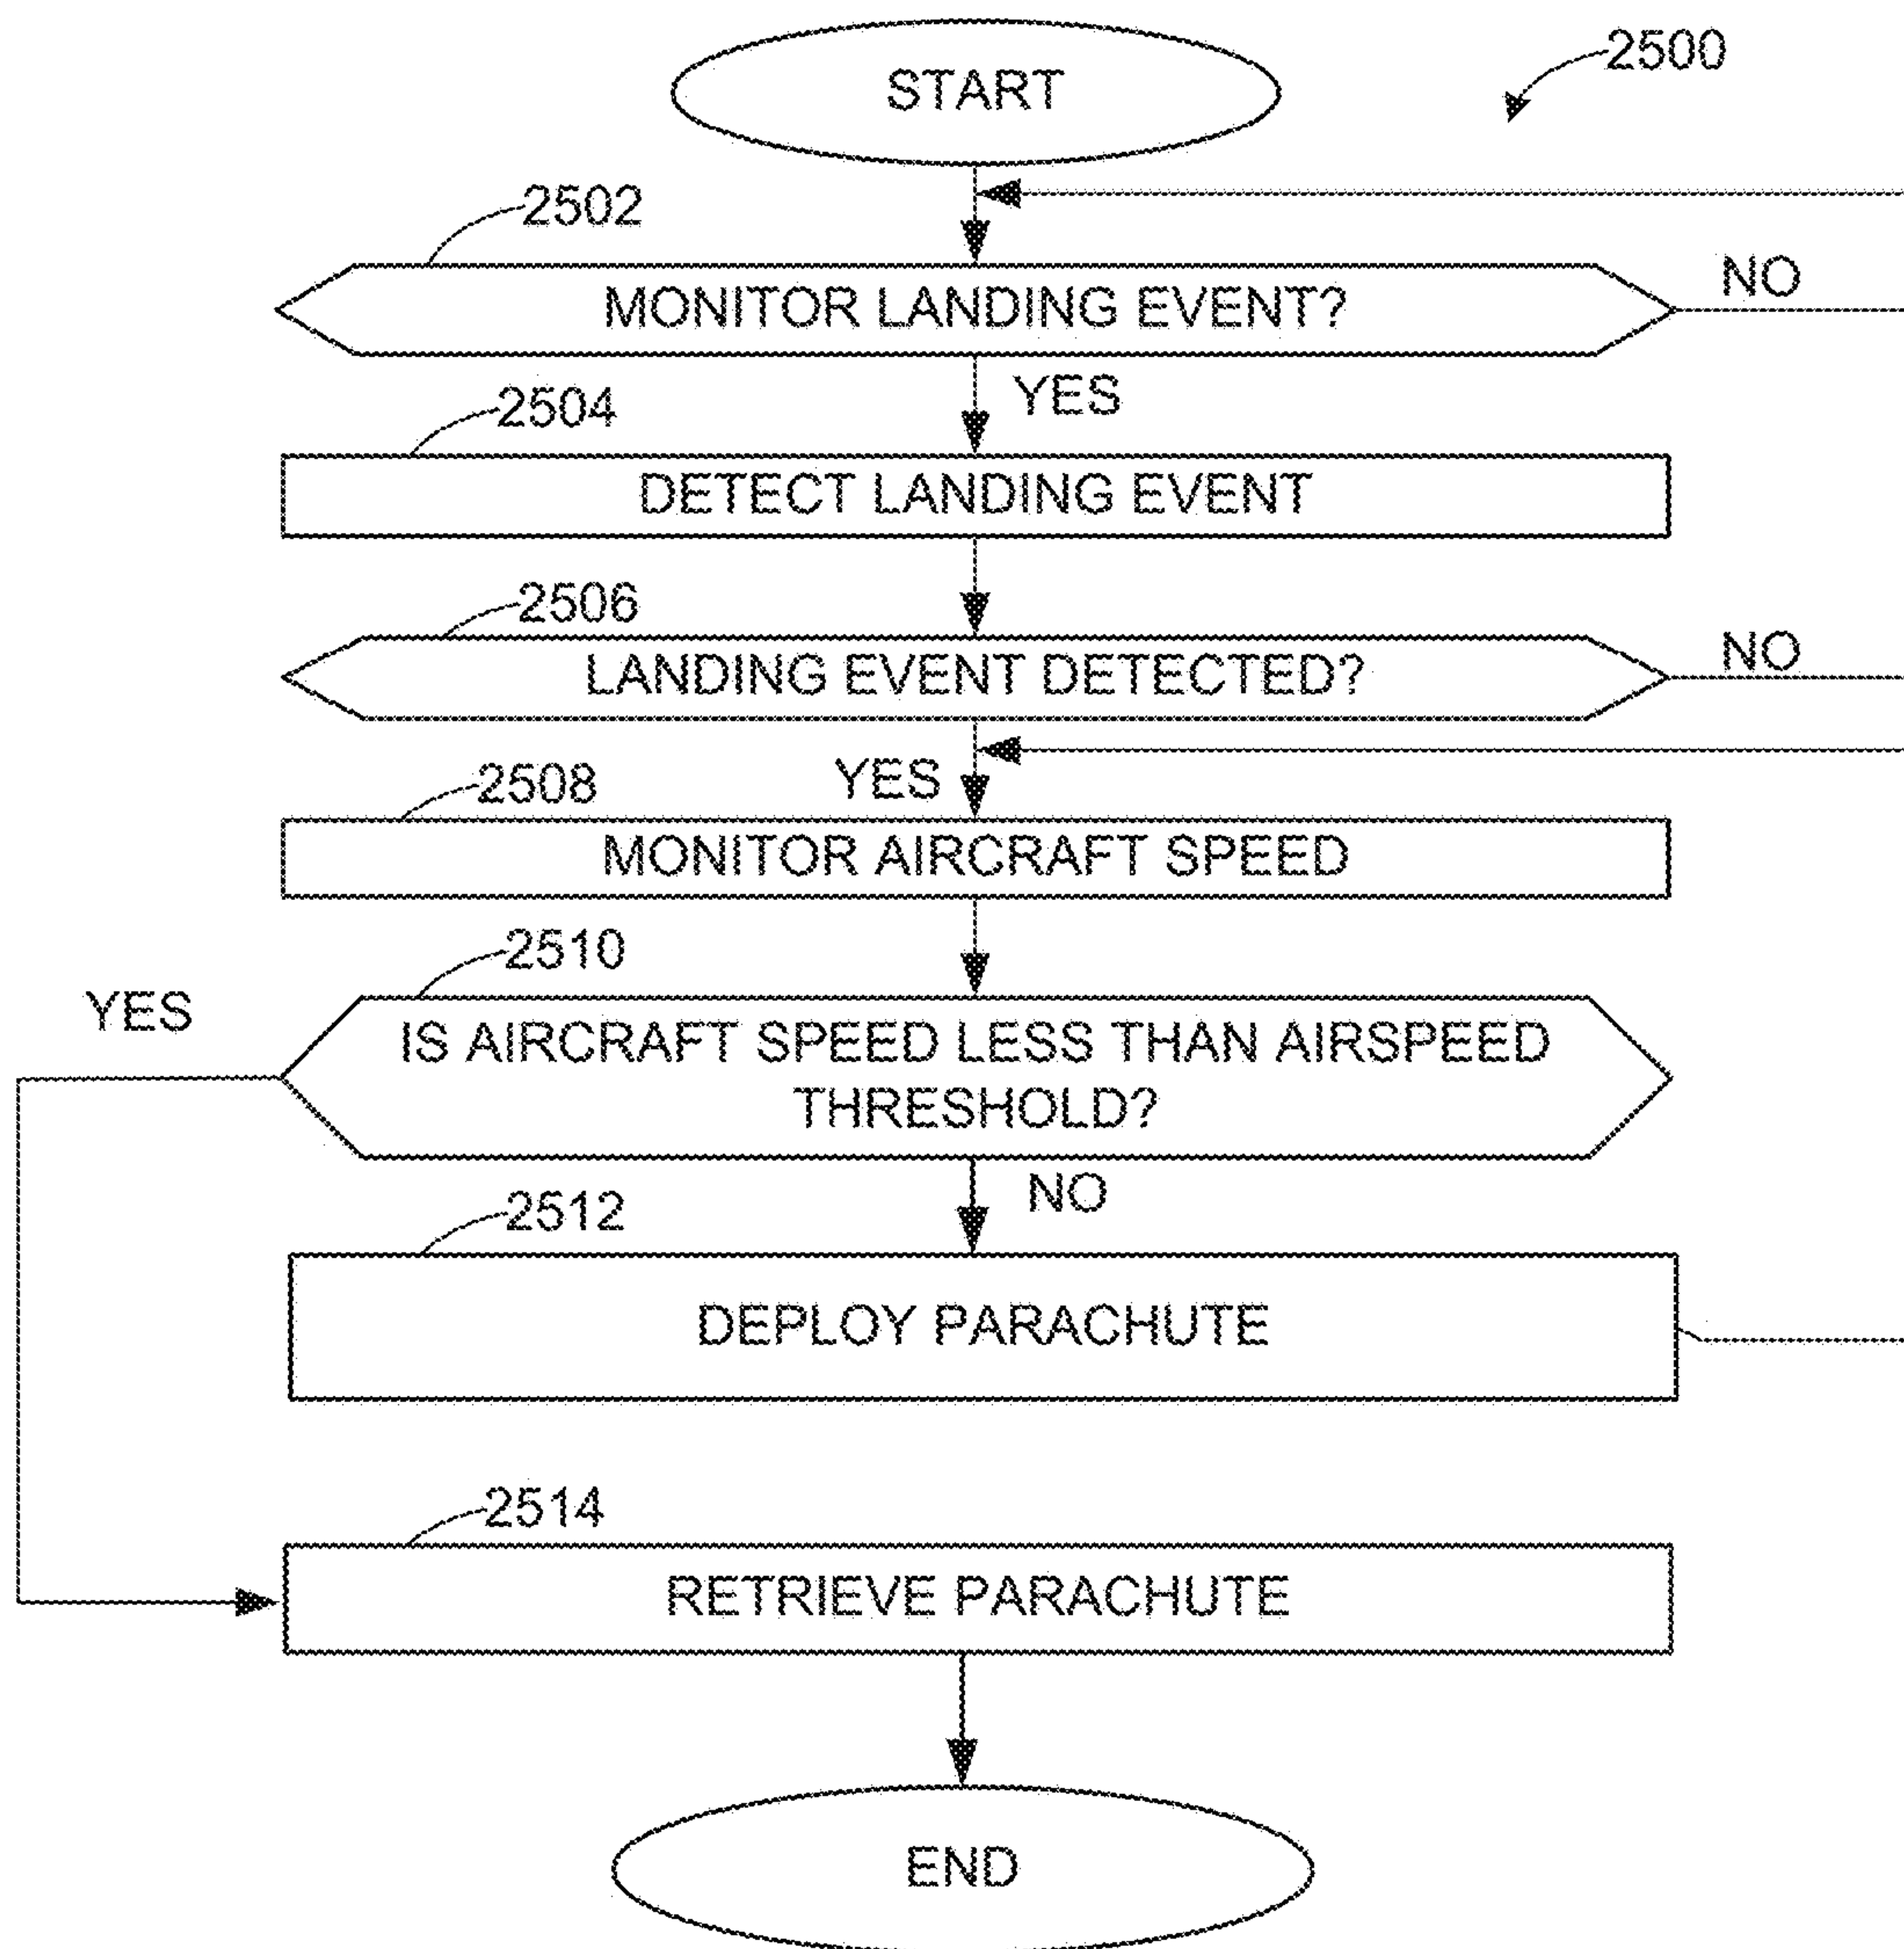 START
2500
2502
MONITOR LANDING EVENT?
NO
YES
2504
DETECT LANDING EVENT
2506
LANDING EVENT DETECTED?
NO
YES
2508
MONITOR AIRCRAFT SPEED
2510
YES
IS AIRCRAFT SPEED LESS THAN AIRSPEED
THRESHOLD?
NO
2512
DEPLOY PARACHUTE
2514
RETRIEVE PARACHUTE
END